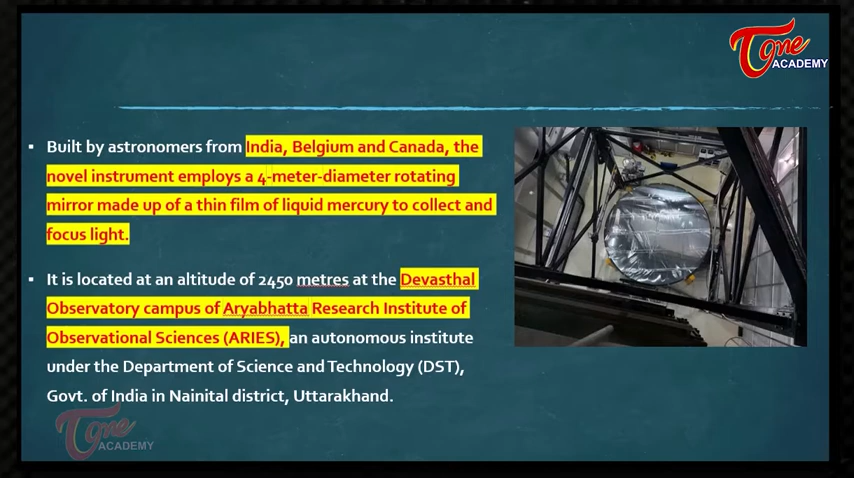 Tone
ACADEMY
Built by astronomers from India, Belgium and Canada, the
novel instrument employs a 4-meter-diameter rotating
mirror made up of a thin film of liquid mercury to collect and
focus light.
It is located at an altitude of 2450 metres at the Devasthal
Observatory campus of Aryabhatta Research Institute of
Observational Sciences (ARIES), an autonomous institute
under the Department of Science and Technology (DST),
Govt. of India in Nainital district, Uttarakhand.
Tone
ACADEMY